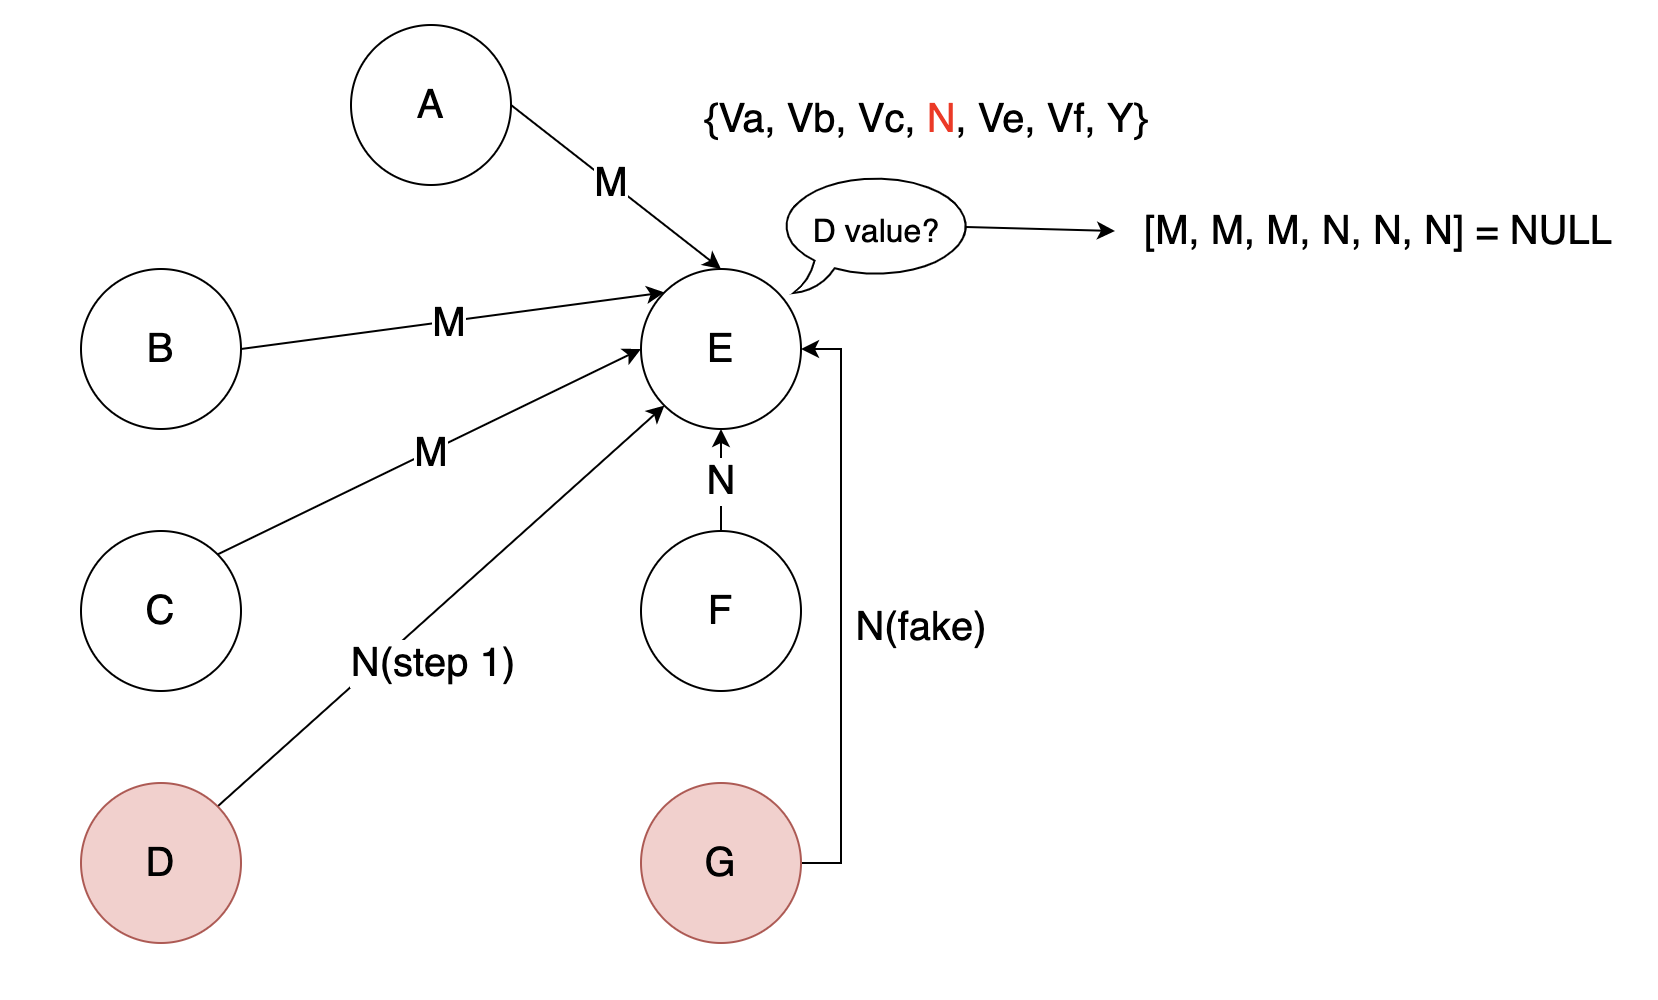 A
{Va, Vb, Vc, N, Ve, Vf, Y}
M
D value?
[M, M, M, N, N, N] = NULL
B
M
E
M
N
C
F
N(fake)
N(step 1)
D
G